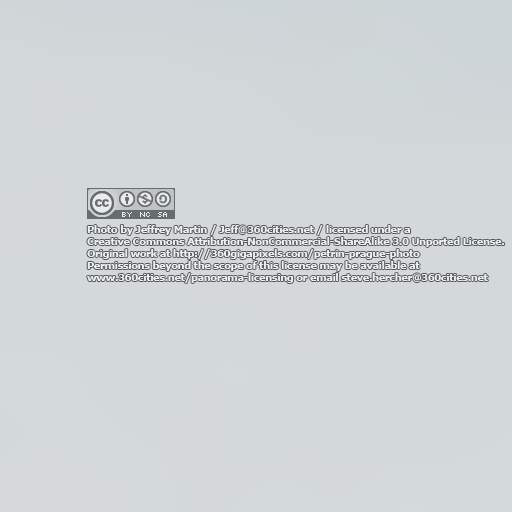 cc BY NC SA
Photo by Jeffrey Martin / Jeff@360cities.net / licensed under a
Creative Commons Attribution-NonCommercial-ShareAlike 3.0 Unported License.
Original work at http://360gigapixels.com/petrin-prague-photo
Permissions beyond the scope of this license may be available at
www.360cities.net/panorama-licensing or email steve.hercher@360cities.net